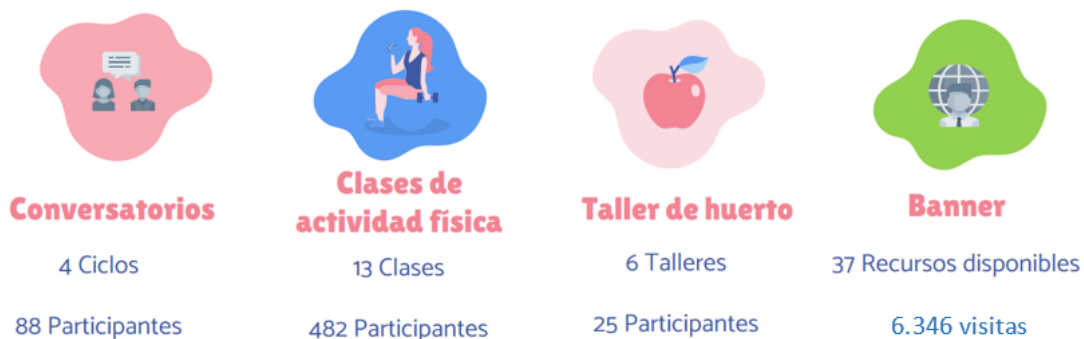 Conversatorios
4 Ciclos
88 Participantes
Clases de
actividad física
13 Clases
482 Participantes
Taller de huerto
6 Talleres
25 Participantes
Banner
37 Recursos disponibles
6.346 visitas